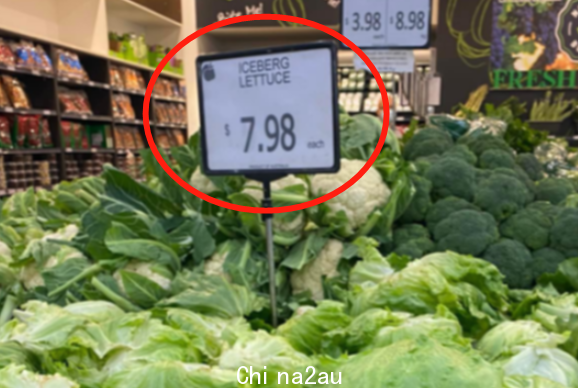 $3.98 $8.98
FRESH
ICEBERG
LETTUCE
$7.98 each
Chi na2au